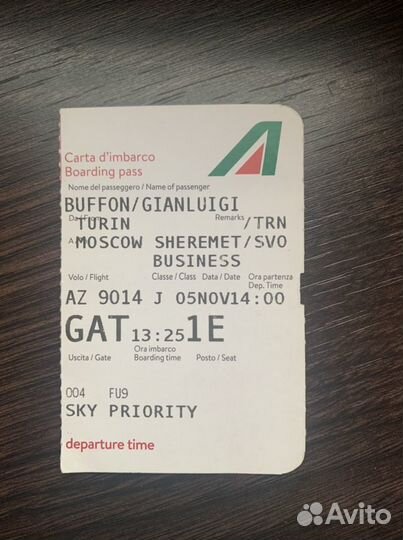 Carta d'imbarco
Boarding pass
Nome del passeggero / Name of passenger
BUFFON/GIANLUIGI
Da / From Remarks
TURIN /TRN
A
MOSCOW SHEREMET/SVO
BUSINESS
Volo / Flight Classe / Class Data / Date Ora partenza
Dep. Time
AZ 9014 J 05NOV14:00
GAT 13:25 1E
Ora imbarco
Uscita / Gate Boarding time Posto / Seat
004 FU9
SKY PRIORITY
departure time
Avito